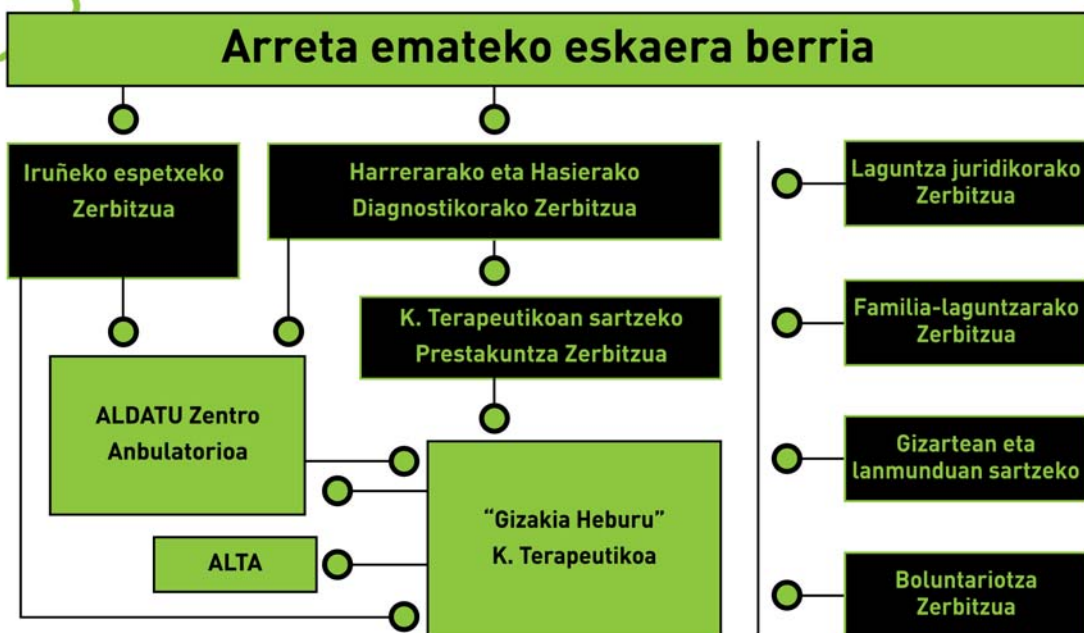 Arreta emateko eskaera berria
Iruñeko espetxeko
Zerbitzua
Harrerarako eta Hasierako
Diagnostikorako Zerbitzua
K. Terapeutikoan sartzeko
Prestakuntza Zerbitzua
ALDATU Zentro
Anbulatorioa
"Gizakia Heburu"
K. Terapeutikoa
ALTA
Laguntza juridikorako
Zerbitzua
Familia-laguntzarako
Zerbitzua
Gizartean eta
lanmunduan sartzeko
Boluntariotza
Zerbitzua